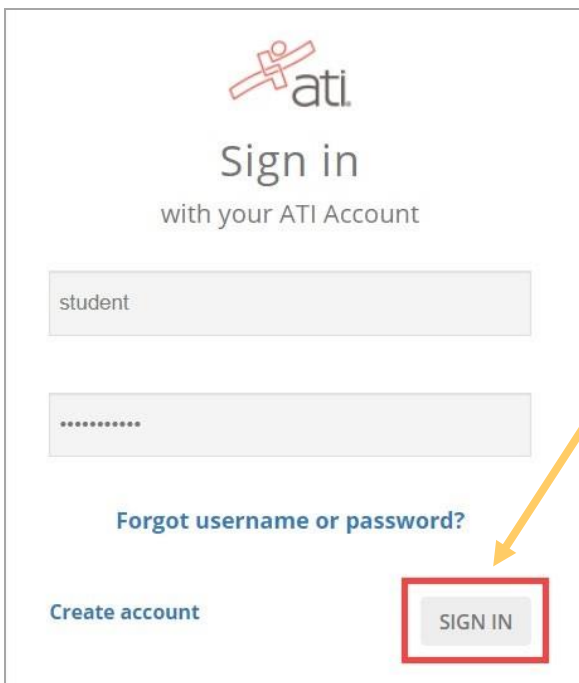 ati
Sign in
with your ATI Account
student
•••••••••••
Forgot username or password?
Create account
SIGN IN